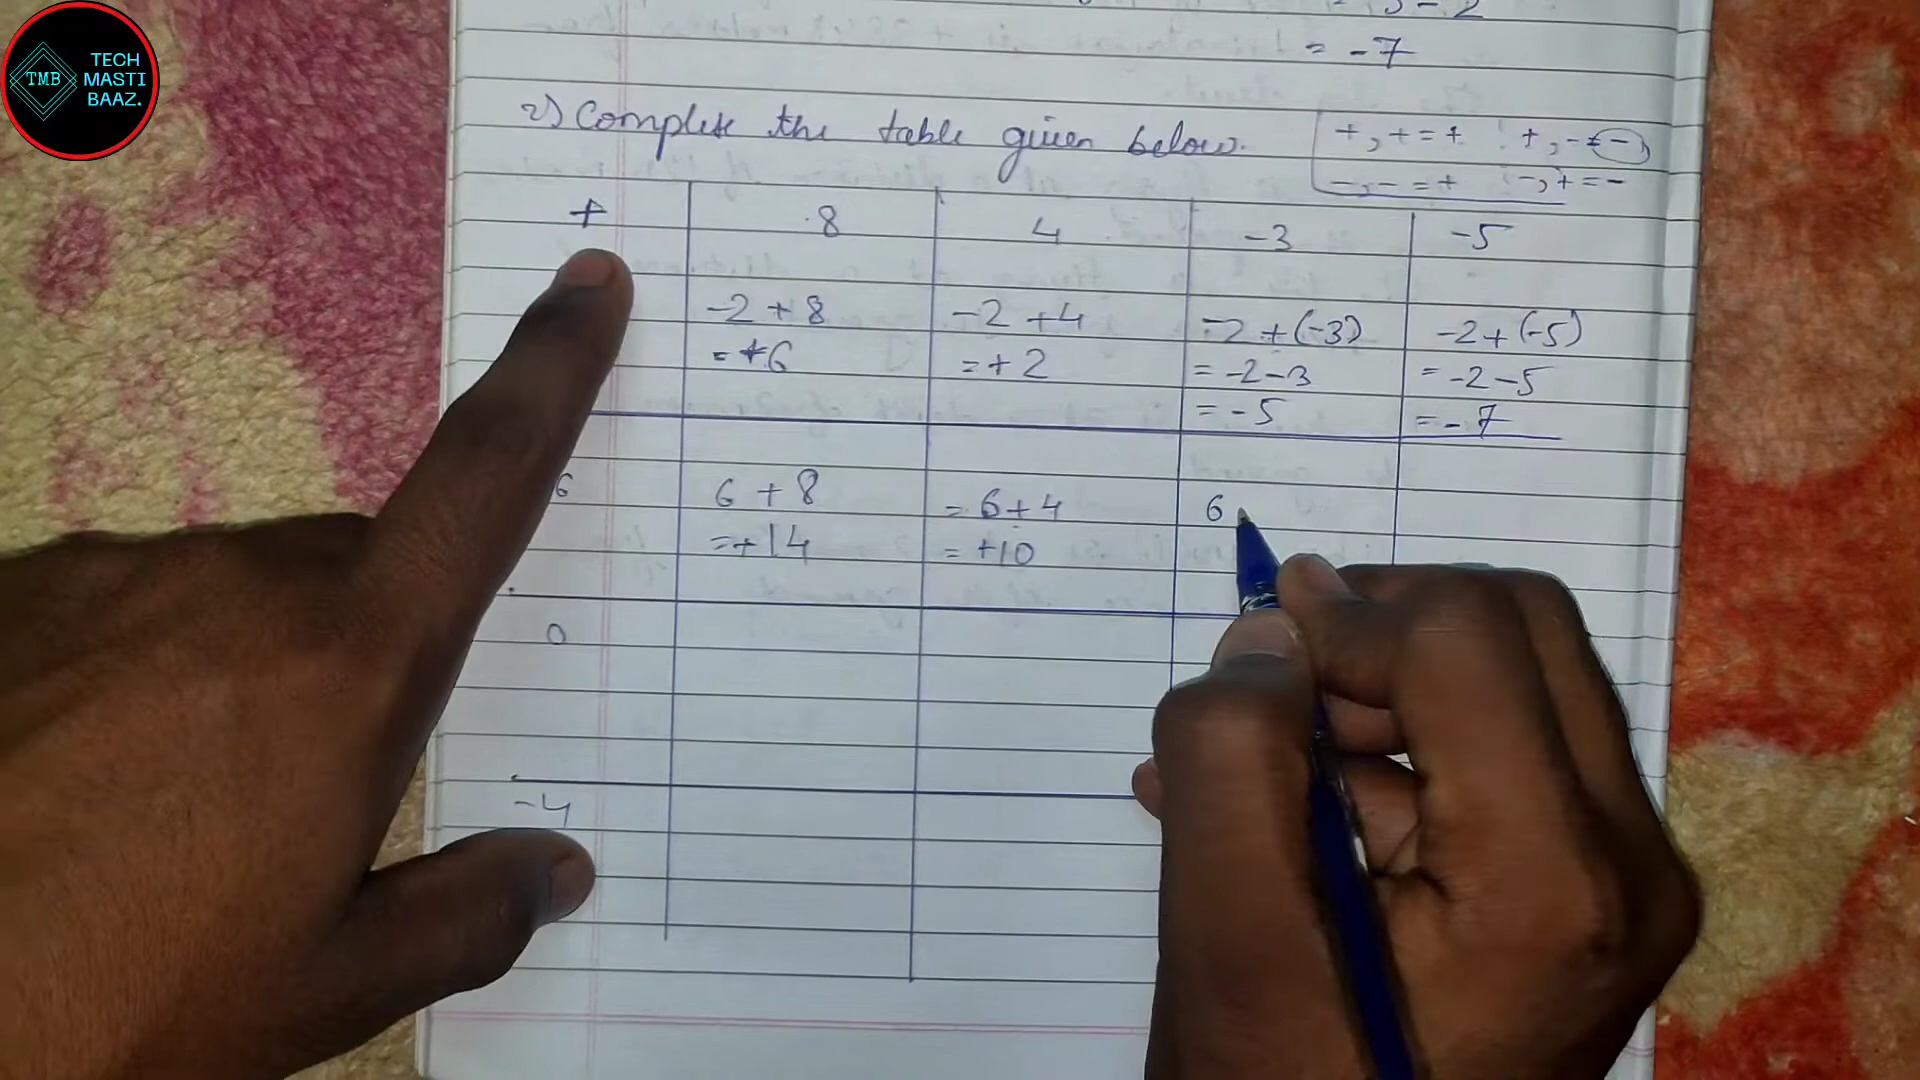 TECH
MASTI
BAAZ.
TMB
= -7
2) Complete the table given below.
+ , + = + +, - = -
-, - = + -, + = -
+ 8 4 -3 -5
-2 + 8 -2 + 4 -2 + (-3) -2 + (-5)
= +6 = + 2 = -2 -3 = -2 -5
= -5 = -7
6 6 + 8 = 6 + 4 6
= +14 = +10
0
-4